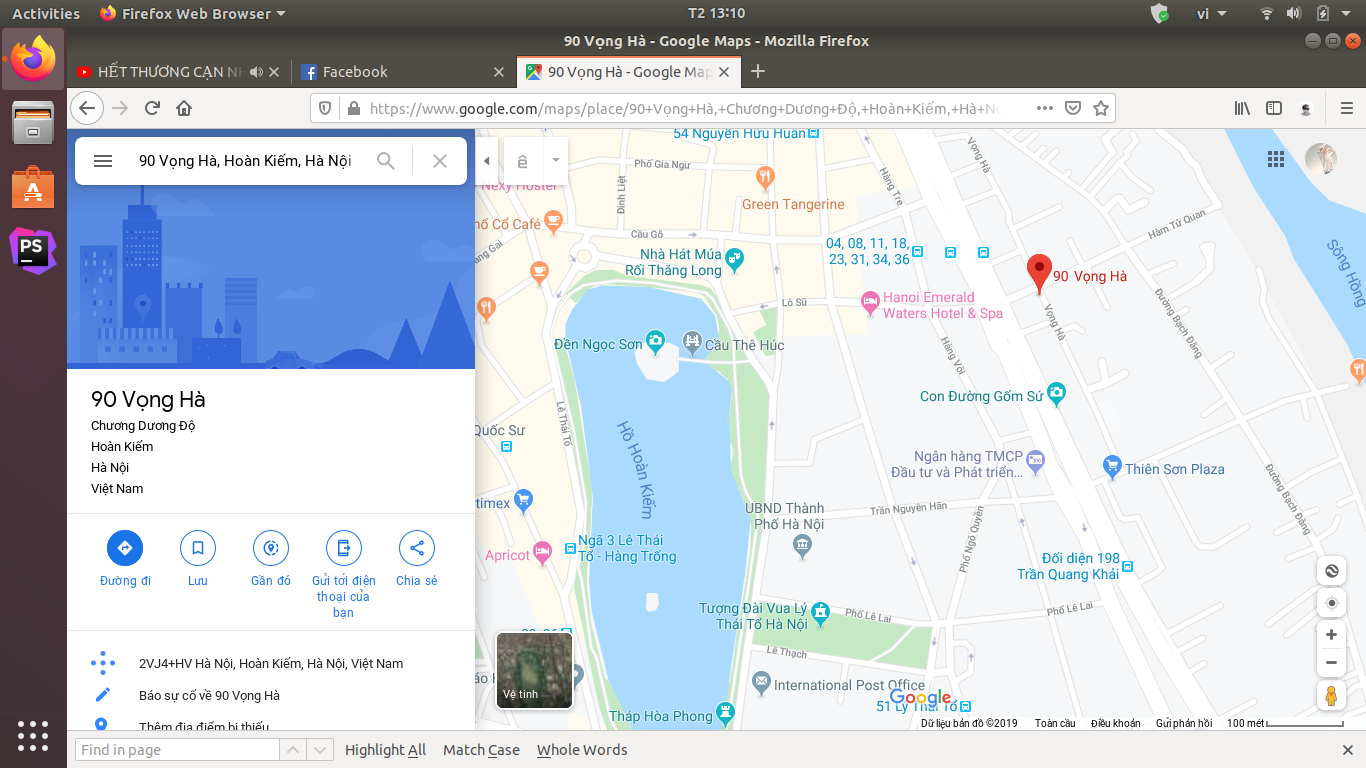 Activities
Firefox Web Browser
T2 13:10
vi
90 Vọng Hà - Google Maps - Mozilla Firefox
HẾT THƯƠNG CẠN NH
Facebook
90 Vọng Hà - Google Map
https://www.google.com/maps/place/90+Vọng+Hà,+Chương+Dương+Độ,+Hoàn+Kiếm,+Hà+N
90 Vọng Hà, Hoàn Kiếm, Hà Nội
90 Vọng Hà
Chương Dương Độ
Hoàn Kiếm
Hà Nội
Việt Nam
Đường đi
Lưu
Gần đó
Gửi tới điện
thoại của
bạn
Chia sẻ
2VJ4+HV Hà Nội, Hoàn Kiếm, Hà Nội, Việt Nam
Báo sự cố về 90 Vọng Hà
Thêm địa điểm bị thiếu
54 Nguyễn Hữu Huân
Phố Gia Ngư
Đinh Liệt
Nexy Hostel
Green Tangerine
hố Cổ Café
Cầu Gỗ
ng Gai
Nhà Hát Múa
Rối Thăng Long
Hàng Tre
Vọng Hà
Hàm Tử Quan
04, 08, 11, 18,
23, 31, 34, 36
Sông Hồng
90 Vọng Hà
Lò Sũ
Hanoi Emerald
Waters Hotel & Spa
Vọng Hà
Đường Bạch Đằng
Đền Ngọc Sơn
Cầu Thê Húc
Hàng Vôi
Con Đường Gốm Sứ
Lê Thái Tổ
Quốc Sư
Hồ Hoàn Kiếm
Ngân hàng TMCP
Đầu tư và Phát triển...
Thiên Sơn Plaza
Đường Bạch Đằng
timex
UBND Thành
Phố Hà Nội
Trần Nguyên Hãn
Phố Ngô Quyền
Apricot
Ngã 3 Lê Thái
Tổ - Hàng Trống
Đối diện 198
Trần Quang Khải
Tượng Đài Vua Lý
Thái Tổ Hà Nội
Phố Lê Lai
Phố Lê Lai
Lê Thạch
International Post Office
51 Lý Thái Tổ
Tháp Hòa Phong
Vệ tinh
Google
Dữ liệu bản đồ ©2019
Toàn cầu
Điều khoản
Gửi phản hồi
100 mét
Find in page
Highlight All
Match Case
Whole Words
PS